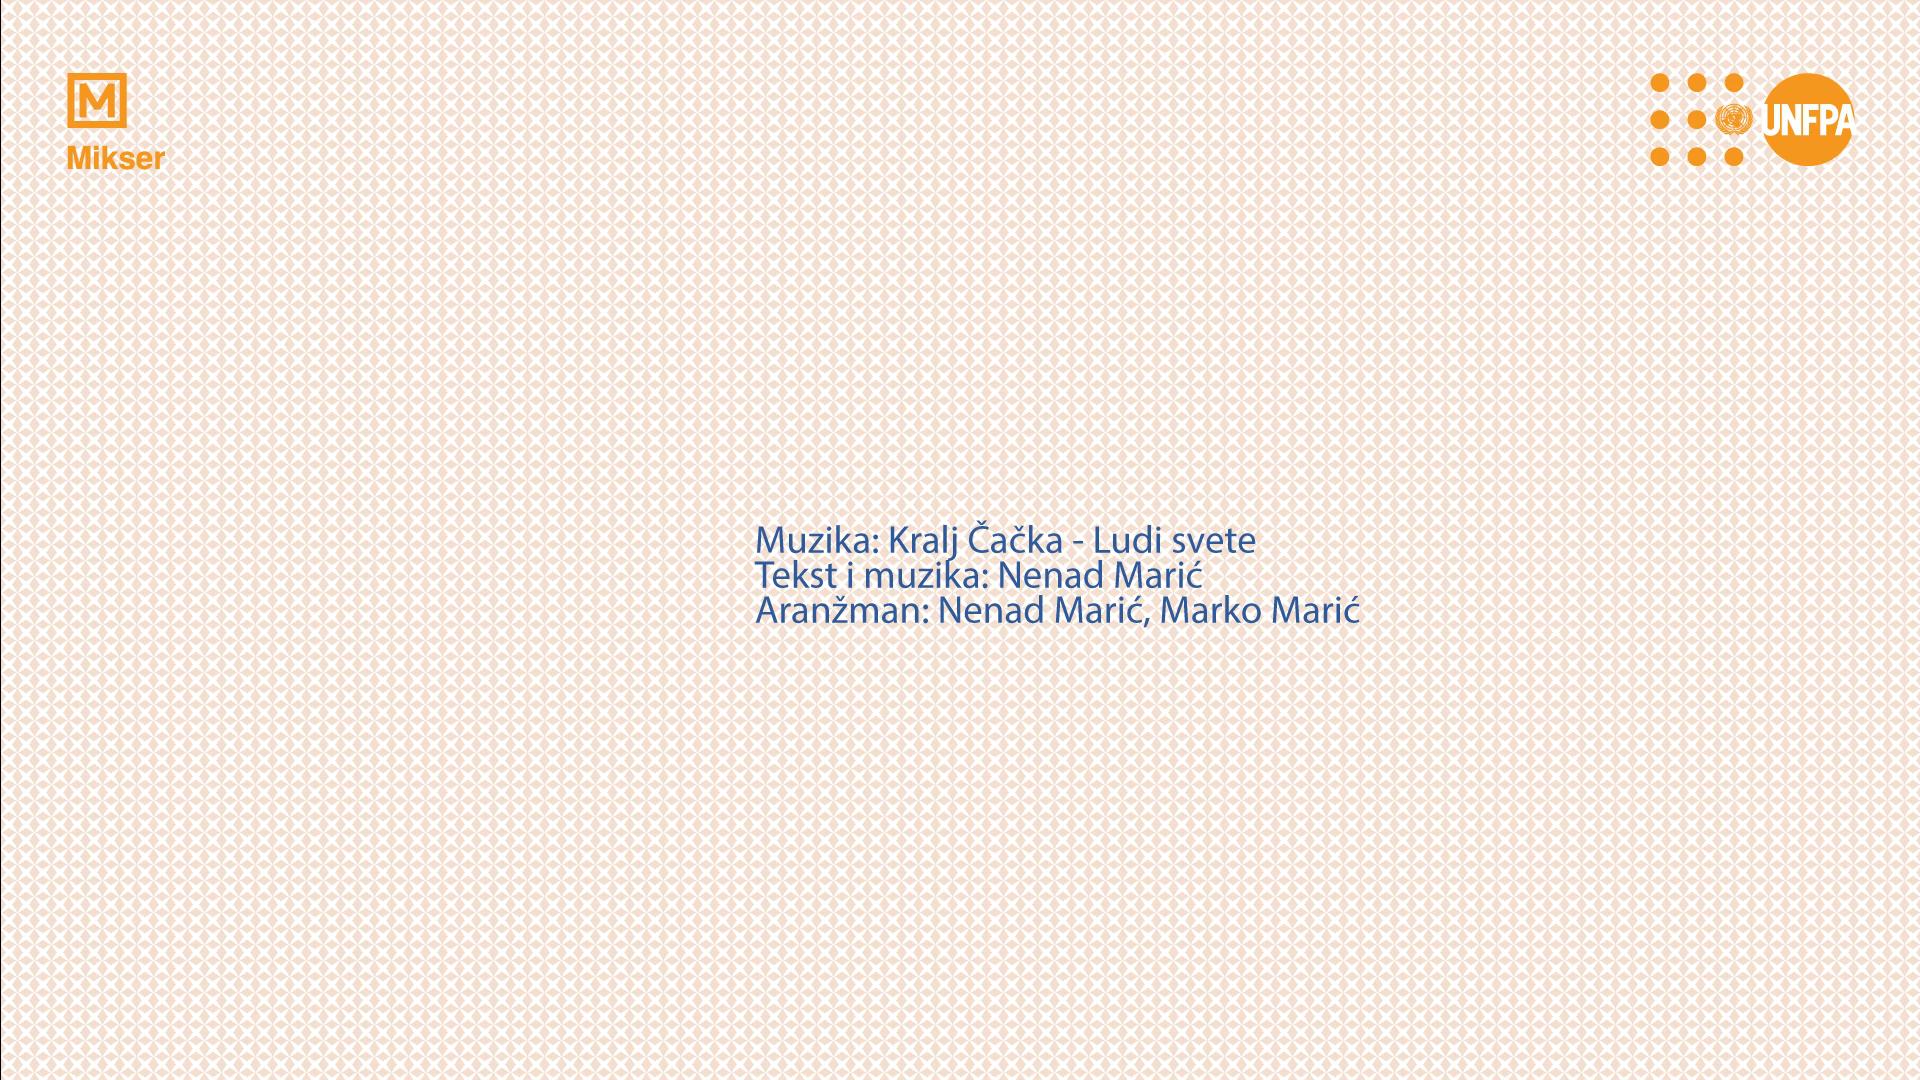 M
Mikser
UNFPA
Muzika: Kralj Čačka - Ludi svete
Tekst i muzika: Nenad Marić
Aranžman: Nenad Marić, Marko Marić